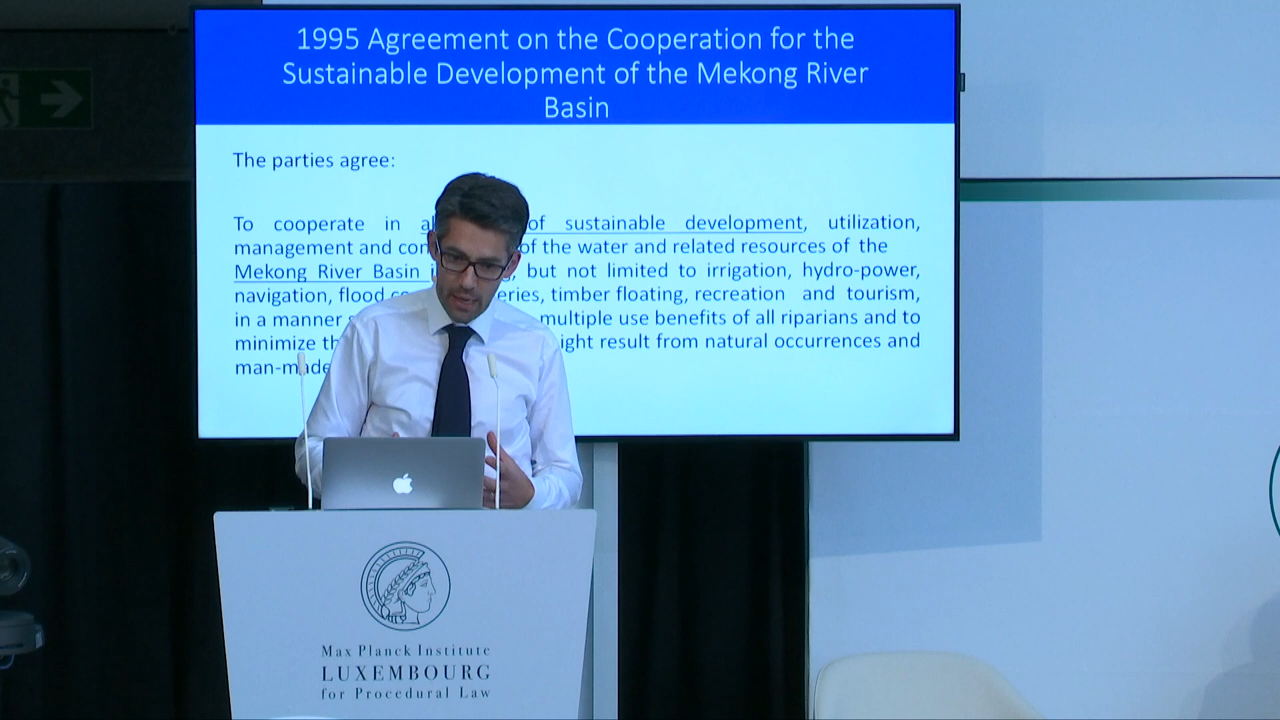 1995 Agreement on the Cooperation for the
Sustainable Development of the Mekong River
Basin
The parties agree:
To cooperate in of sustainable development, utilization,
management and of the water and related resources of the
Mekong River Basin but not limited to irrigation, hydro-power,
navigation, flood timber floating, recreation and tourism,
in a manner multiple use benefits of all riparians and to
minimize result from natural occurrences and
man-made
Max Planck Institute
LUXEMBOURG
for Procedural Law